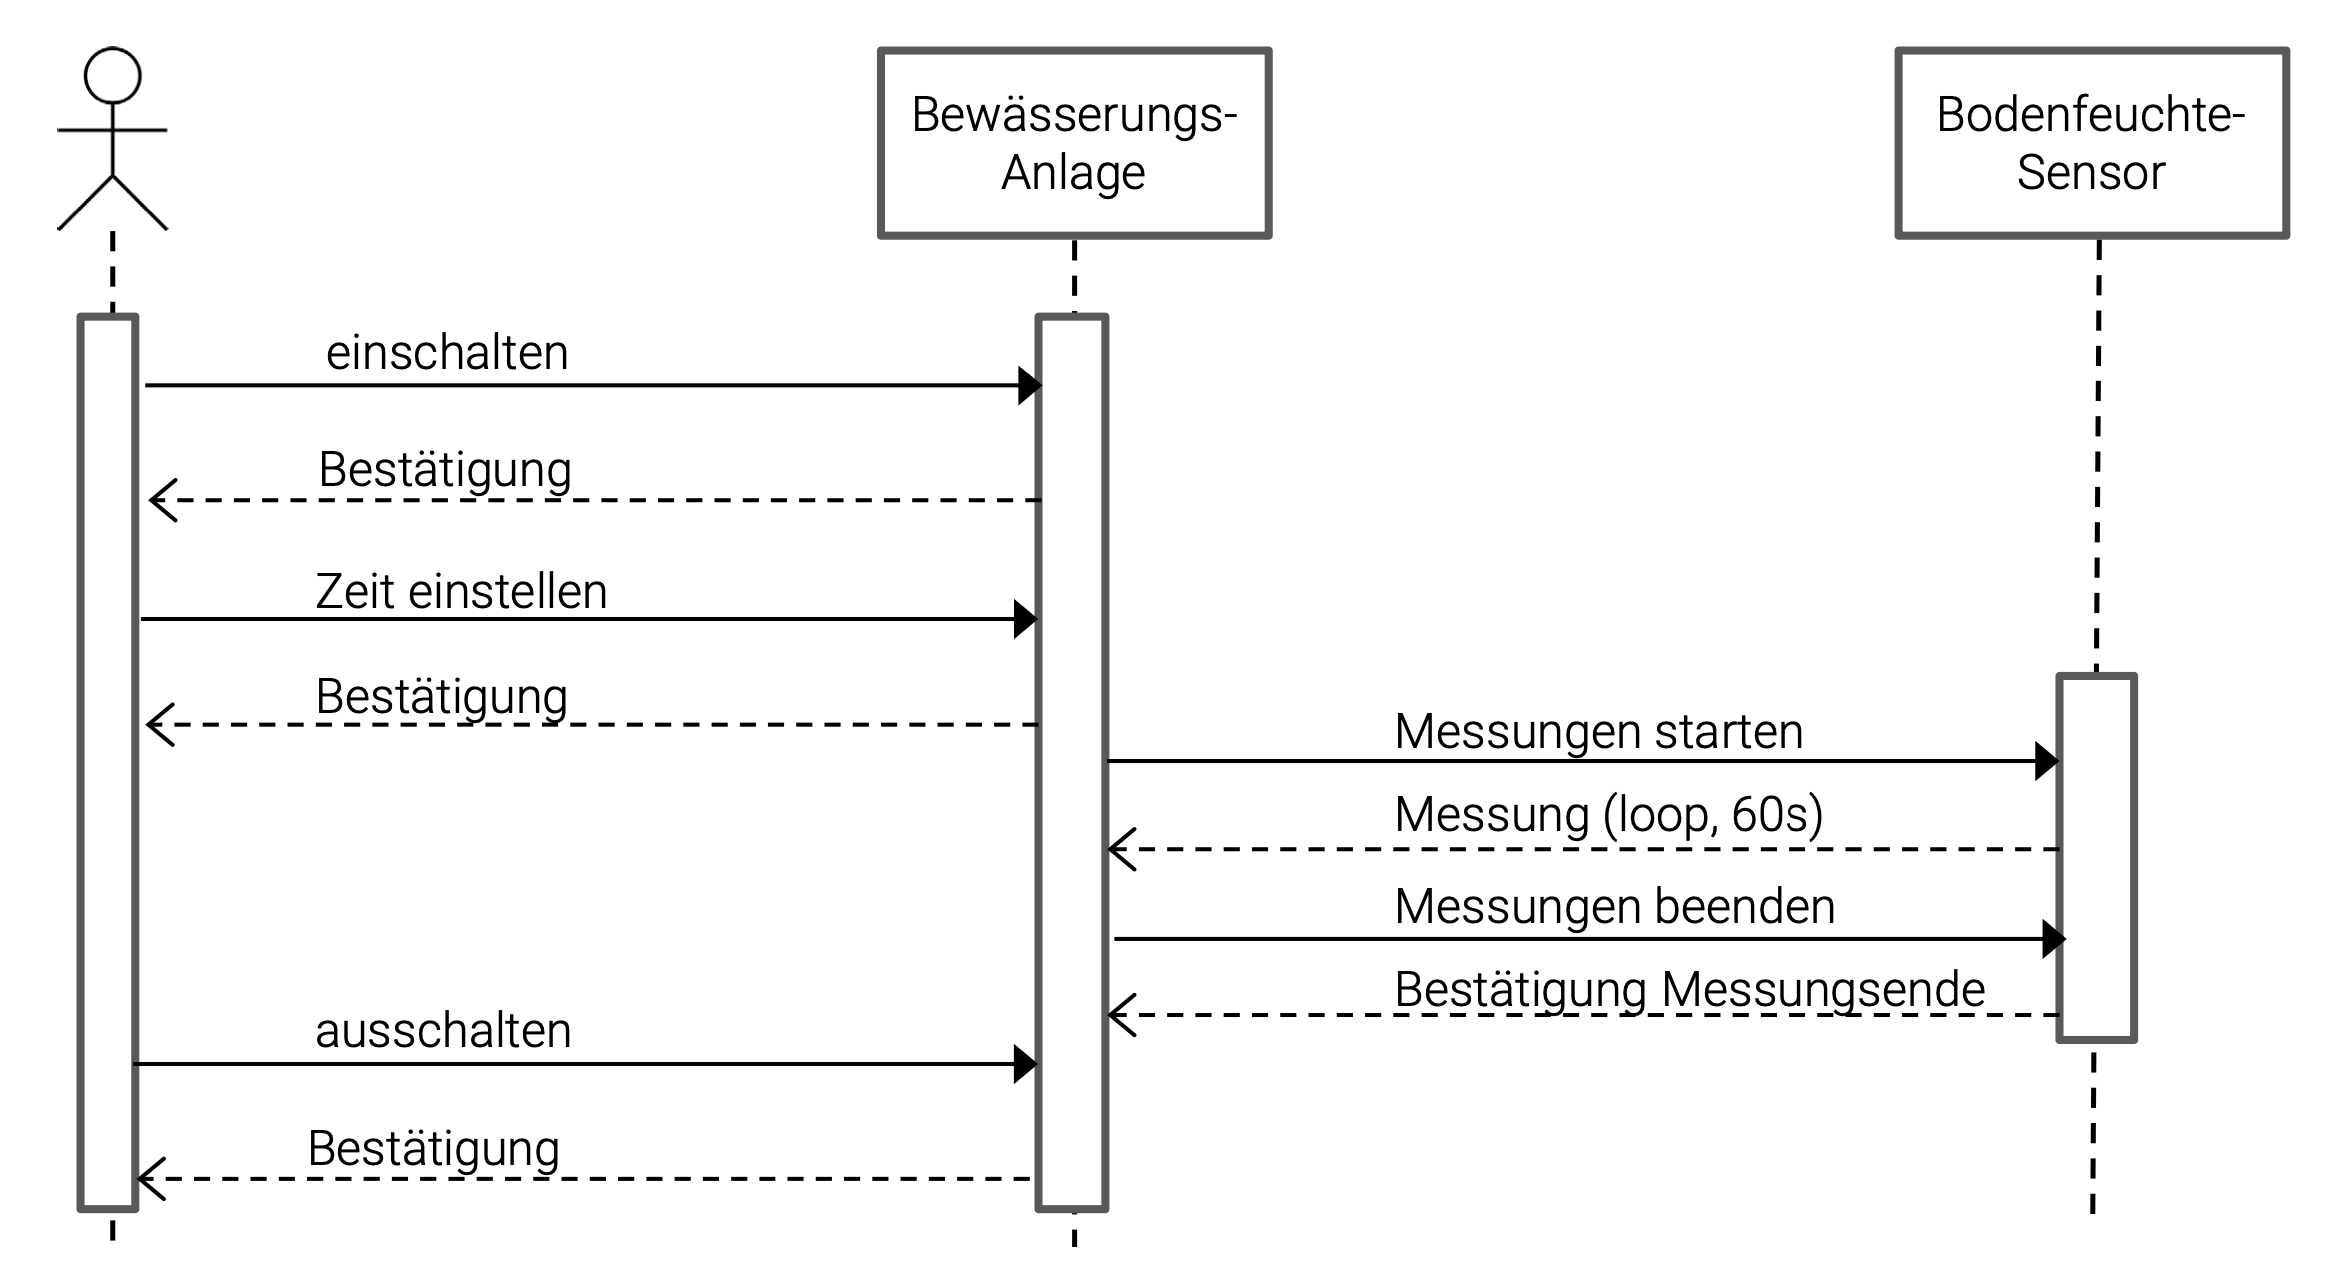 Bewässerungs-
Anlage
Bodenfeuchte-
Sensor
einschalten
Bestätigung
Zeit einstellen
Bestätigung
Messungen starten
Messung (loop, 60s)
Messungen beenden
Bestätigung Messungsende
ausschalten
Bestätigung